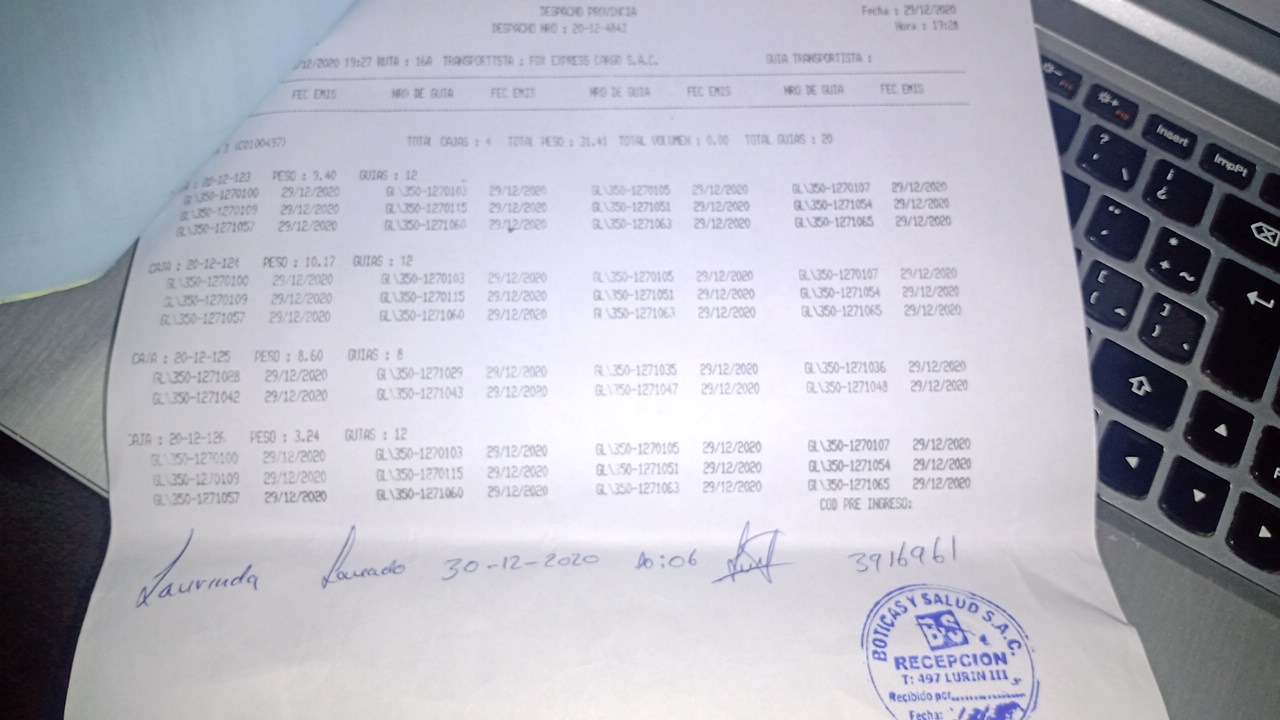 DESPACHO PROVINCIA Fecha : 29/12/2020
DESPACHO NRO : 20-12-4843 Hora : 19:28
/12/2020 19:27 RUTA : 16A TRANSPORTISTA : FOX EXPRESS CARGO S.A.C. GUIA TRANSPORTISTA :
FEC EMIS NRO DE GUIA FEC EMIS NRO DE GUIA FEC EMIS NRO DE GUIA FEC EMIS
(C0100497) TOTAL CAJAS : 4 TOTAL PESO : 31.41 TOTAL VOLUMEN : 0.00 TOTAL GUIAS : 20
: 20-12-123 PESO : 9.40 GUIAS : 12
GL\350-1270100 29/12/2020 GL\350-1270103 29/12/2020 GL\350-1270105 29/12/2020 GL\350-1270107 29/12/2020
GL\350-1270109 29/12/2020 GL\350-1270115 29/12/2020 GL\350-1271051 29/12/2020 GL\350-1271054 29/12/2020
GL\350-1271057 29/12/2020 GL\350-1271060 29/12/2020 GL\350-1271063 29/12/2020 GL\350-1271065 29/12/2020
CAJA : 20-12-124 PESO : 10.17 GUIAS : 12
GL\350-1270100 29/12/2020 GL\350-1270103 29/12/2020 GL\350-1270105 29/12/2020 GL\350-1270107 29/12/2020
GL\350-1270109 29/12/2020 GL\350-1270115 29/12/2020 GL\350-1271051 29/12/2020 GL\350-1271054 29/12/2020
GL\350-1271057 29/12/2020 GL\350-1271060 29/12/2020 GL\350-1271063 29/12/2020 GL\350-1271065 29/12/2020
CAJA : 20-12-125 PESO : 8.60 GUIAS : 8
GL\350-1271028 29/12/2020 GL\350-1271029 29/12/2020 GL\350-1271035 29/12/2020 GL\350-1271036 29/12/2020
GL\350-1271042 29/12/2020 GL\350-1271043 29/12/2020 GL\350-1271047 29/12/2020 GL\350-1271048 29/12/2020
CAJA : 20-12-126 PESO : 3.24 GUIAS : 12
GL\350-1270100 29/12/2020 GL\350-1270103 29/12/2020 GL\350-1270105 29/12/2020 GL\350-1270107 29/12/2020
GL\350-1270109 29/12/2020 GL\350-1270115 29/12/2020 GL\350-1271051 29/12/2020 GL\350-1271054 29/12/2020
GL\350-1271057 29/12/2020 GL\350-1271060 29/12/2020 GL\350-1271063 29/12/2020 GL\350-1271065 29/12/2020
COD PRE INGRESO:
Laurinda 30-12-2020 :06 3916961
BOTICAS Y SALUD S.A.C.
BS
RECEPCION
T: 497 LURIN III
Recibido por
Fecha:
Insert
ImpPt